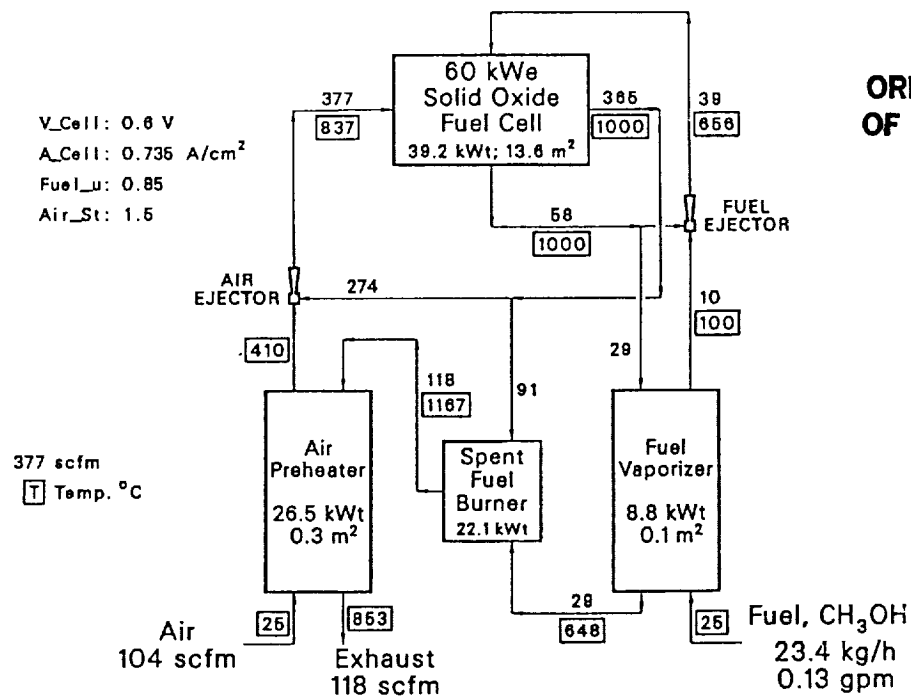 60 kWe
Solid Oxide
Fuel Cell
39.2 kWt; 13.6 m²
377
837
365
1000
39
656
ORI
OF
V_Cell: 0.6 V
A_Cell: 0.735 A/cm²
Fuel_u: 0.85
Air_St: 1.5
58
1000
FUEL
EJECTOR
AIR
EJECTOR
274
10
100
410
29
118
1167
91
Air
Preheater
26.5 kWt
0.3 m²
Spent
Fuel
Burner
22.1 kWt
Fuel
Vaporizer
8.8 kWt
0.1 m²
377 scfm
T Temp. °C
25
853
29
648
25
Air
104 scfm
Exhaust
118 scfm
Fuel, CH₃OH
23.4 kg/h
0.13 gpm